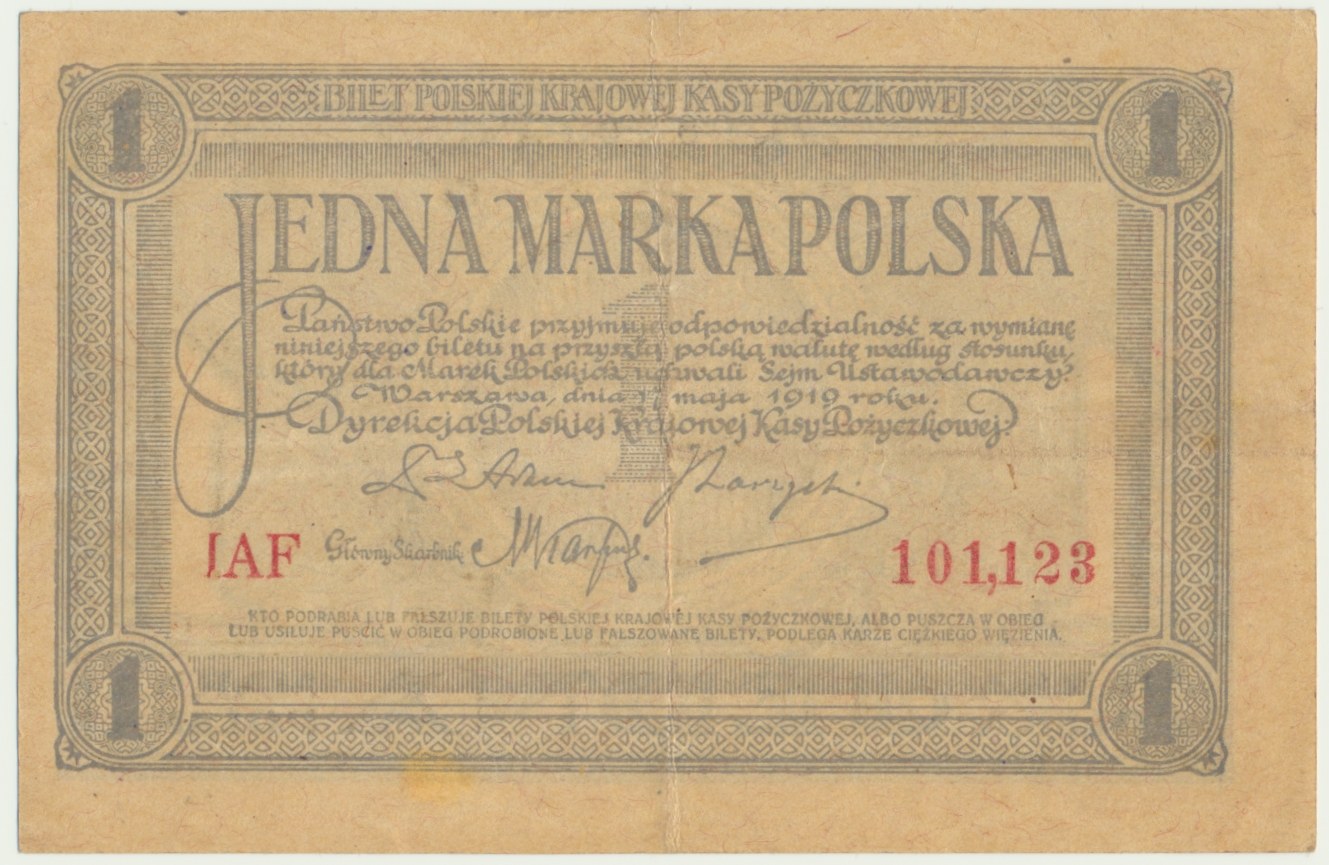 BILET POLSKIEJ KRAJOWEJ KASY POŻYCZKOWEJ
1 1
JEDNA MARKA POLSKA
1
Państwo Polskie przyjmuje odpowiedzialność za wymianę
niniejszego biletu na przyszłą polską walutę według stosunku,
który dla Marek Polskich uchwali Sejm Ustawodawczy.
Warszawa, dnia 17 maja 1919 roku.
Dyrekcja Polskiej Krajowej Kasy Pożyczkowej.
IAF Główny Skarbnik 101,123
KTO PODRABIA LUB FAŁSZUJE BILETY POLSKIEJ KRAJOWEJ KASY POŻYCZKOWEJ, ALBO PUSZCZA W OBIEG
LUB USIŁUJE PUŚCIĆ W OBIEG PODROBIONE LUB FAŁSZOWANE BILETY, PODLEGA KARZE CIĘŻKIEGO WIĘZIENIA.
1 1